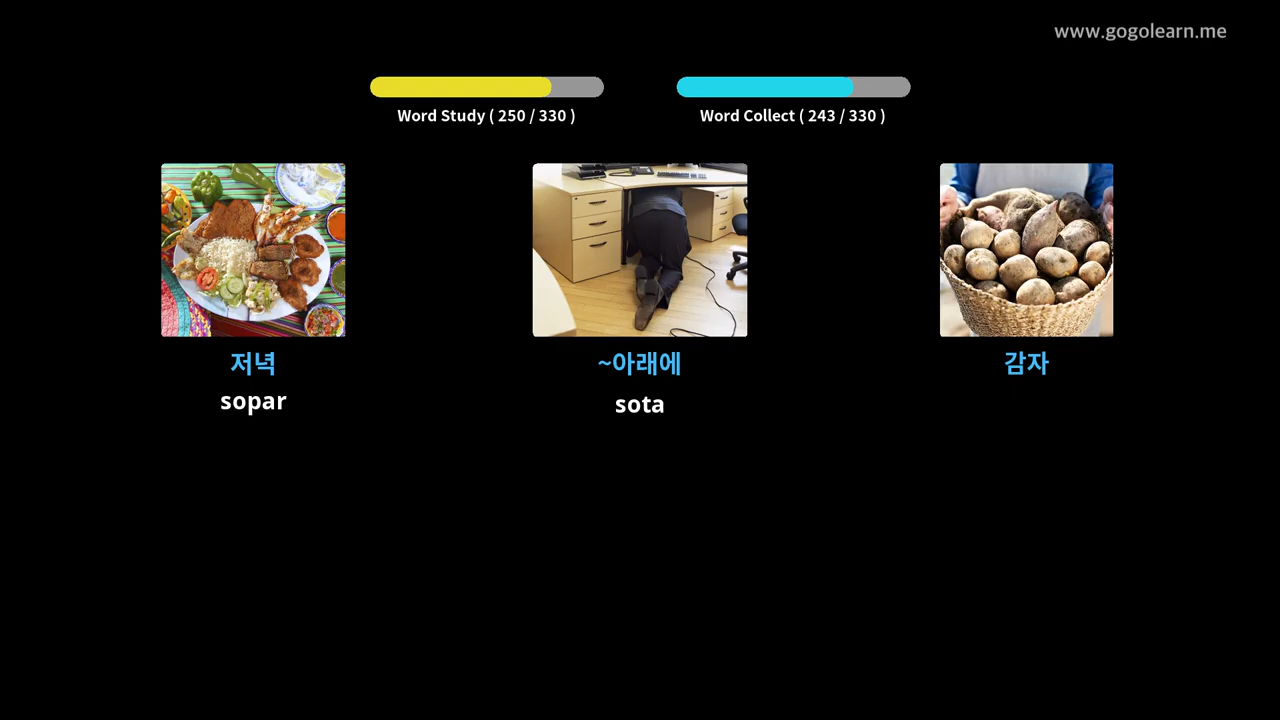 www.gogolearn.me
Word Study ( 250 / 330 )
Word Collect ( 243 / 330 )
저녁
sopar
~아래에
sota
감자